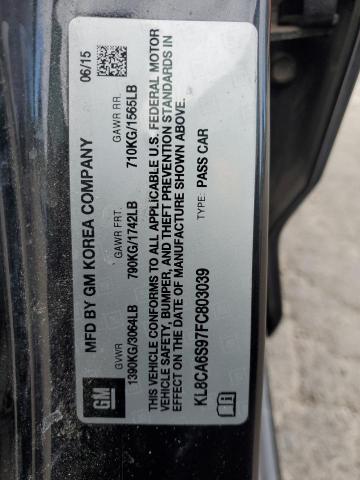 MFD BY GM KOREA COMPANY 06/15
GVWR GAWR FRT. GAWR RR.
1390KG/3064LB 790KG/1742LB 710KG/1565LB
THIS VEHICLE CONFORMS TO ALL APPLICABLE U.S. FEDERAL MOTOR
VEHICLE SAFETY, BUMPER, AND THEFT PREVENTION STANDARDS IN
EFFECT ON THE DATE OF MANUFACTURE SHOWN ABOVE.
KL8CA6S97FC803039 TYPE: PASS CAR
GM